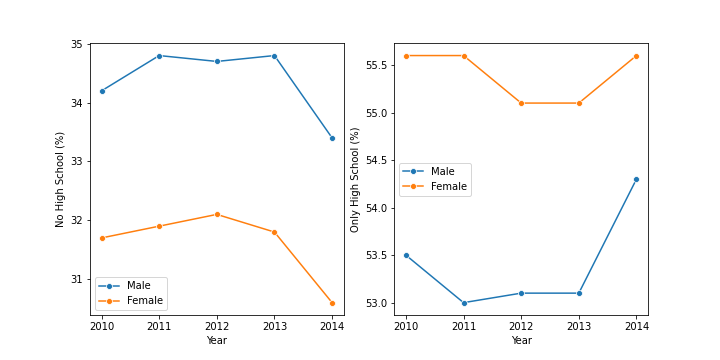 No High School (%)
35
34
33
32
31
Male
Female
2010 2011 2012 2013 2014
Year
Only High School (%)
55.5
55.0
54.5
54.0
53.5
53.0
Male
Female
2010 2011 2012 2013 2014
Year